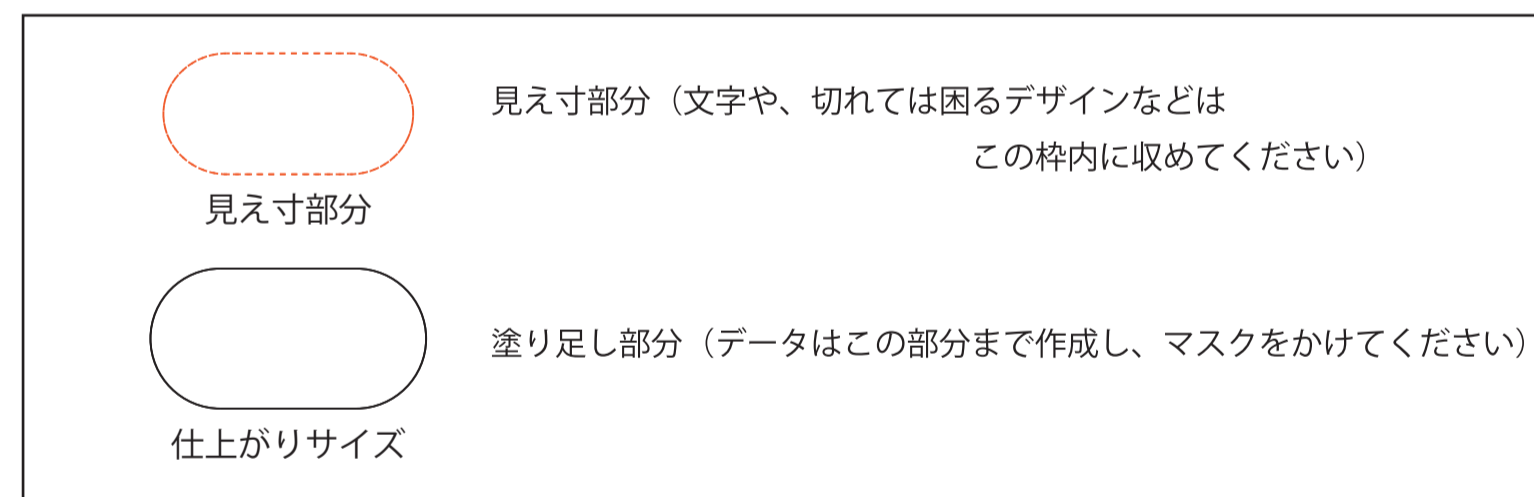 見え寸部分（文字や、切れては困るデザインなどは
この枠内に収めてください）
見え寸部分
塗り足し部分（データはこの部分まで作成し、マスクをかけてください）
仕上がりサイズ